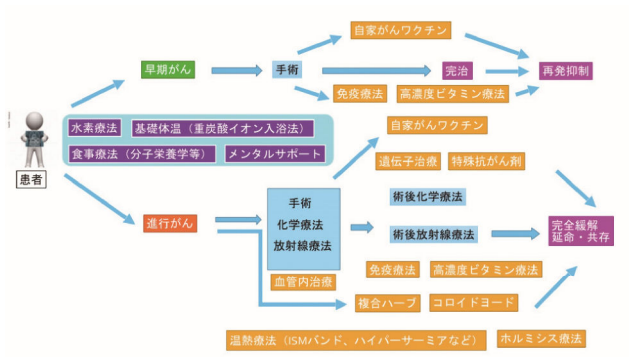 自家がんワクチン
早期がん
手術
完治
再発抑制
免疫療法
高濃度ビタミン療法
水素療法
基礎体温（重炭酸イオン入浴法）
食事療法（分子栄養学等）
メンタルサポート
患者
自家がんワクチン
遺伝子治療
特殊抗がん剤
進行がん
手術
化学療法
放射線療法
術後化学療法
術後放射線療法
完全緩解
延命・共存
血管内治療
免疫療法
高濃度ビタミン療法
複合ハーブ
コロイドヨード
温熱療法（ISMバンド、ハイパーサーミアなど）
ホルミシス療法